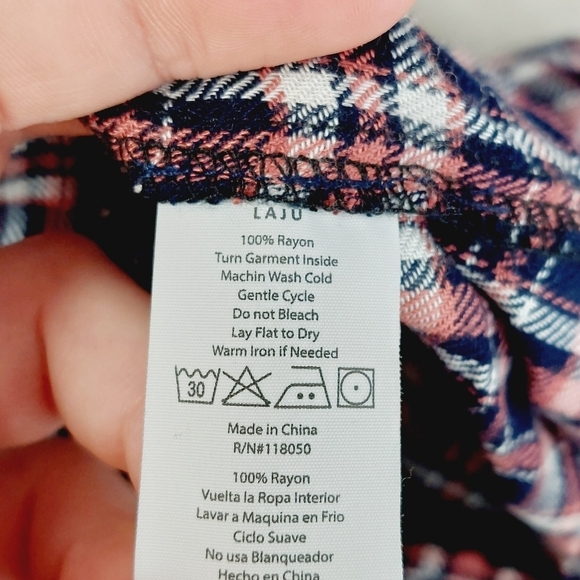 LAJU
100% Rayon
Turn Garment Inside
Machin Wash Cold
Gentle Cycle
Do not Bleach
Lay Flat to Dry
Warm Iron if Needed
30
Made in China
R/N#118050
100% Rayon
Vuelta la Ropa Interior
Lavar a Maquina en Frio
Ciclo Suave
No usa Blanqueador
Hecho en China